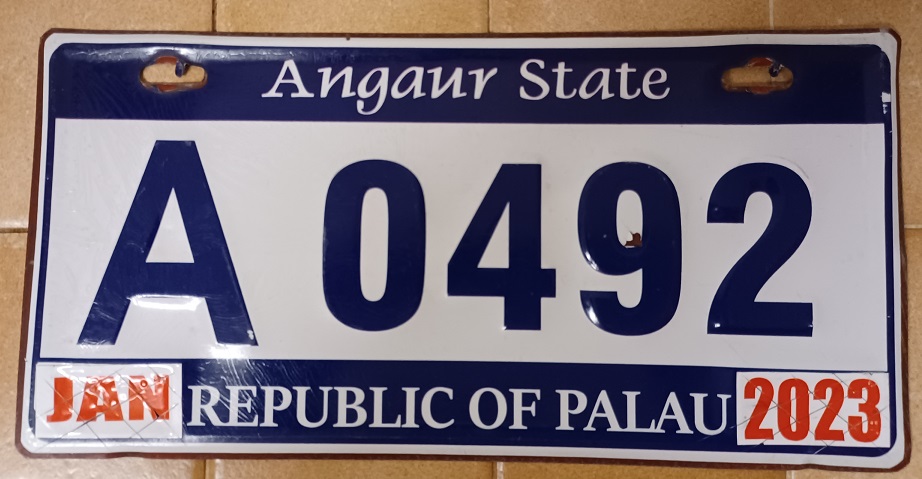 Angaur State
A 0492
JAN REPUBLIC OF PALAU 2023